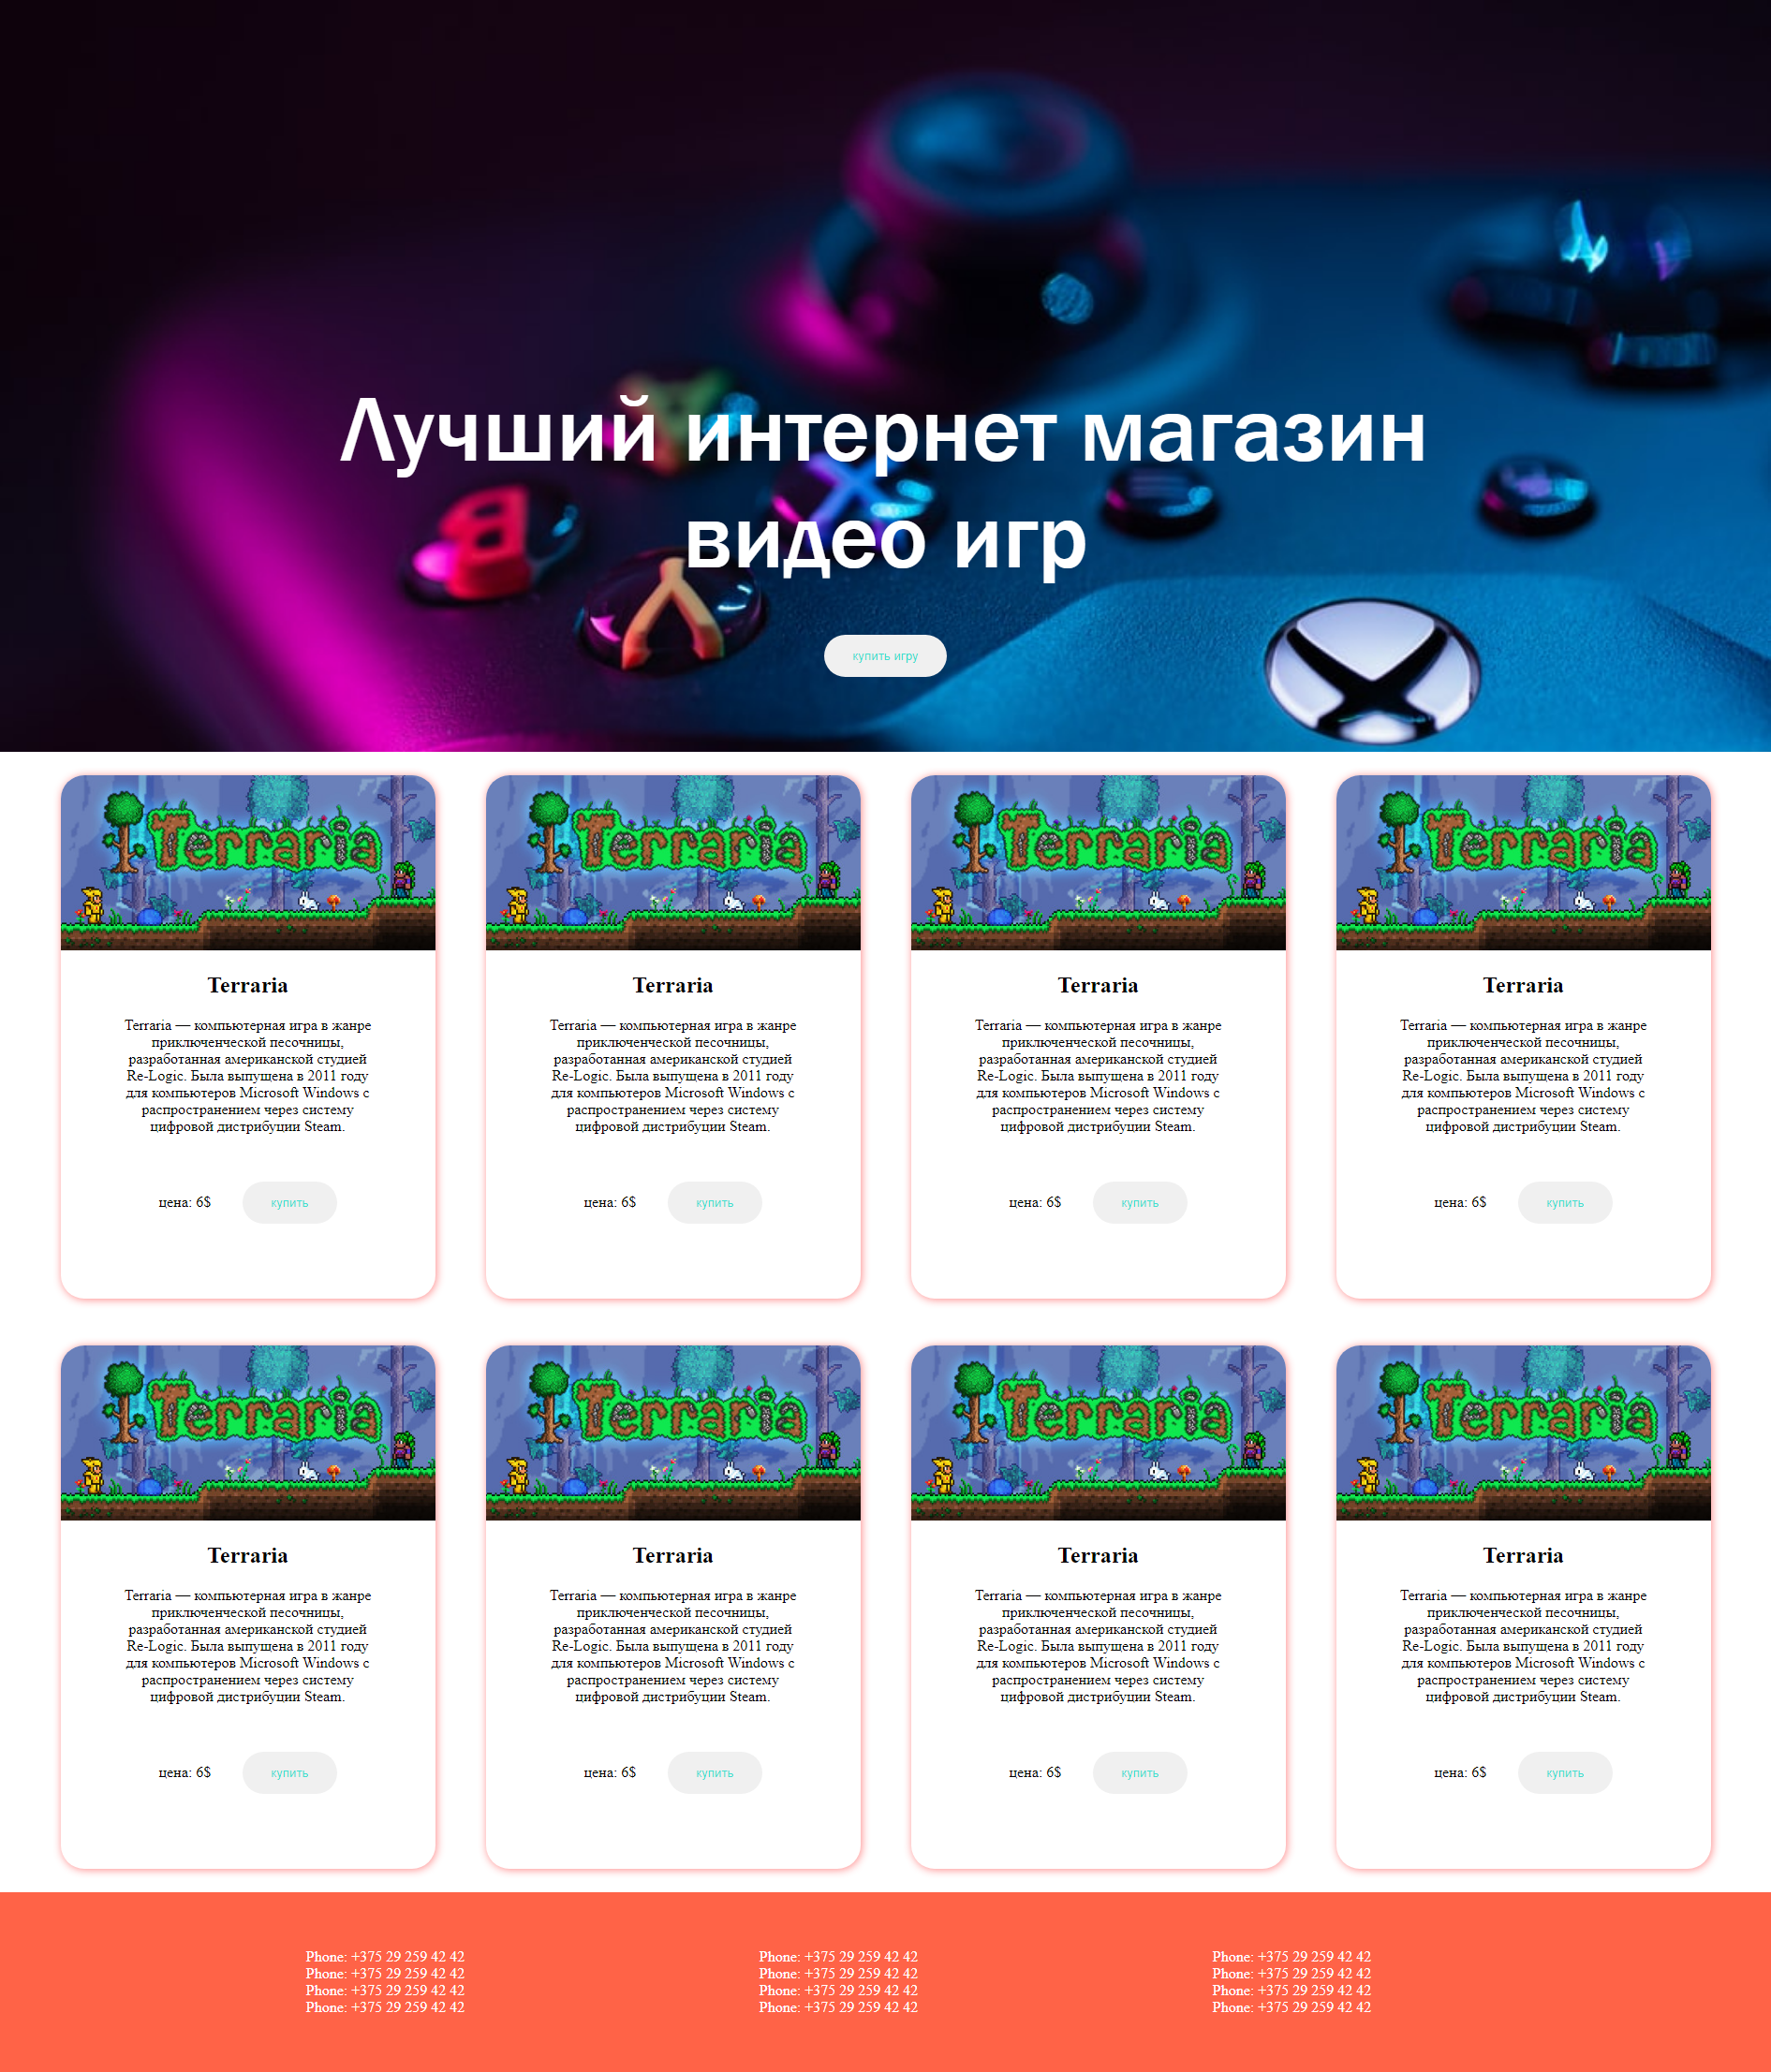 Лучший интернет магазин
видео игр
купить игру
Terraria
Terraria
Terraria
Terraria
Terraria
Terraria — компьютерная игра в жанре
приключенческой песочницы,
разработанная американской студией
Re-Logic. Была выпущена в 2011 году
для компьютеров Microsoft Windows с
распространением через систему
цифровой дистрибуции Steam.
цена: 6$
купить
Terraria
Terraria — компьютерная игра в жанре
приключенческой песочницы,
разработанная американской студией
Re-Logic. Была выпущена в 2011 году
для компьютеров Microsoft Windows с
распространением через систему
цифровой дистрибуции Steam.
цена: 6$
купить
Terraria
Terraria — компьютерная игра в жанре
приключенческой песочницы,
разработанная американской студией
Re-Logic. Была выпущена в 2011 году
для компьютеров Microsoft Windows с
распространением через систему
цифровой дистрибуции Steam.
цена: 6$
купить
Terraria
Terraria — компьютерная игра в жанре
приключенческой песочницы,
разработанная американской студией
Re-Logic. Была выпущена в 2011 году
для компьютеров Microsoft Windows с
распространением через систему
цифровой дистрибуции Steam.
цена: 6$
купить
Terraria
Terraria
Terraria
Terraria
Terraria
Terraria — компьютерная игра в жанре
приключенческой песочницы,
разработанная американской студией
Re-Logic. Была выпущена в 2011 году
для компьютеров Microsoft Windows с
распространением через систему
цифровой дистрибуции Steam.
цена: 6$
купить
Terraria
Terraria — компьютерная игра в жанре
приключенческой песочницы,
разработанная американской студией
Re-Logic. Была выпущена в 2011 году
для компьютеров Microsoft Windows с
распространением через систему
цифровой дистрибуции Steam.
цена: 6$
купить
Terraria
Terraria — компьютерная игра в жанре
приключенческой песочницы,
разработанная американской студией
Re-Logic. Была выпущена в 2011 году
для компьютеров Microsoft Windows с
распространением через систему
цифровой дистрибуции Steam.
цена: 6$
купить
Terraria
Terraria — компьютерная игра в жанре
приключенческой песочницы,
разработанная американской студией
Re-Logic. Была выпущена в 2011 году
для компьютеров Microsoft Windows с
распространением через систему
цифровой дистрибуции Steam.
цена: 6$
купить
Phone: +375 29 259 42 42
Phone: +375 29 259 42 42
Phone: +375 29 259 42 42
Phone: +375 29 259 42 42
Phone: +375 29 259 42 42
Phone: +375 29 259 42 42
Phone: +375 29 259 42 42
Phone: +375 29 259 42 42
Phone: +375 29 259 42 42
Phone: +375 29 259 42 42
Phone: +375 29 259 42 42
Phone: +375 29 259 42 42